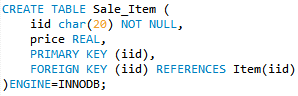 CREATE TABLE Sale_Item (
    iid char(20) NOT NULL,
    price REAL,
    PRIMARY KEY (iid),
    FOREIGN KEY (iid) REFERENCES Item(iid)
)ENGINE=INNODB;